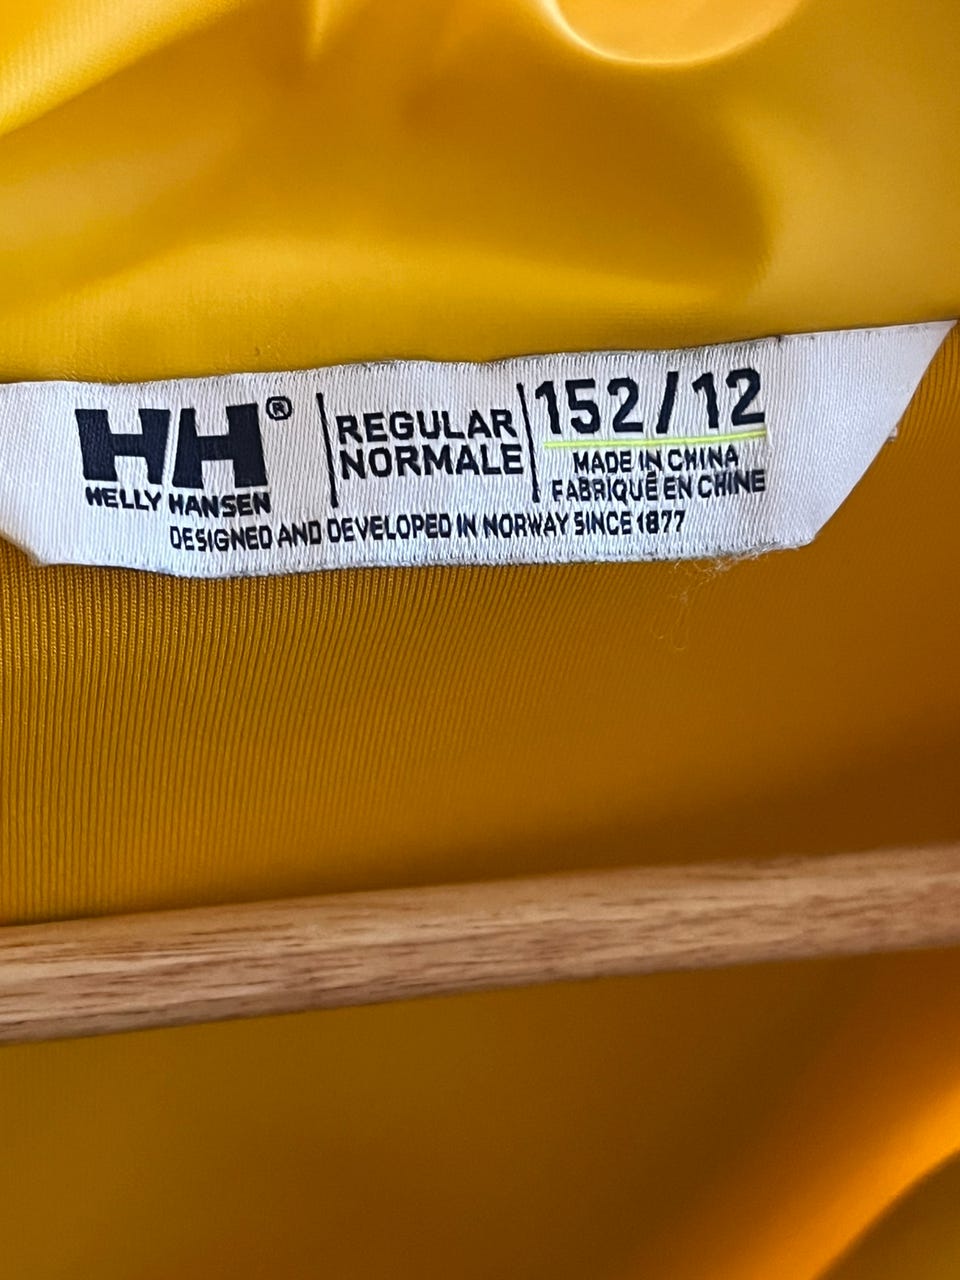 HH®
HELLY HANSEN
REGULAR
NORMALE
152/12
MADE IN CHINA
FABRIQUÉ EN CHINE
DESIGNED AND DEVELOPED IN NORWAY SINCE 1877